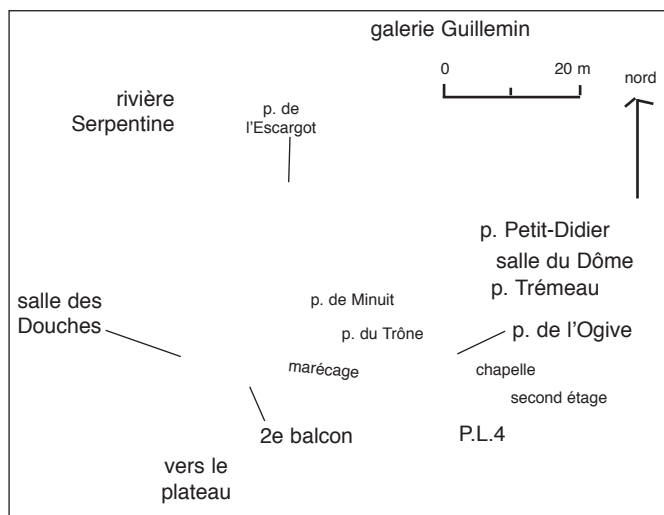 galerie Guillemin
0 20 m
nord
rivière
Serpentine
p. de
l'Escargot
p. Petit-Didier
salle du Dôme
p. Trémeau
salle des
Douches
p. de Minuit
p. du Trône
p. de l'Ogive
marécage
chapelle
second étage
2e balcon
P.L.4
vers le
plateau